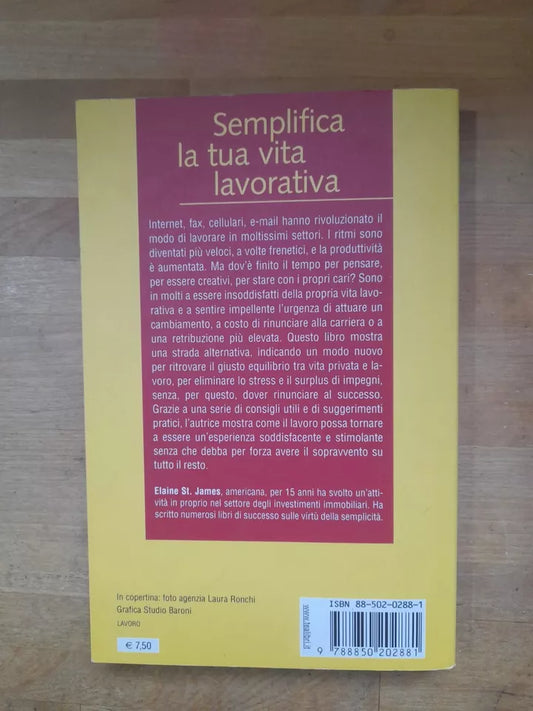 Semplifica
la tua vita
lavorativa
Internet, fax, cellulari, e-mail hanno rivoluzionato il
modo di lavorare in moltissimi settori. I ritmi sono
diventati più veloci, a volte frenetici, e la produttività
è aumentata. Ma dov'è finito il tempo per pensare,
per essere creativi, per stare con i propri cari? Sono
in molti a essere insoddisfatti della propria vita lavo-
rativa e a sentire impellente l'urgenza di attuare un
cambiamento, a costo di rinunciare alla carriera o a
una retribuzione più elevata. Questo libro mostra
una strada alternativa, indicando un modo nuovo
per ritrovare il giusto equilibrio tra vita privata e la-
voro, per eliminare lo stress e il surplus di impegni,
senza, per questo, dover rinunciare al successo.
Grazie a una serie di consigli utili e di suggerimenti
pratici, l'autrice mostra come il lavoro possa tornare
a essere un'esperienza soddisfacente e stimolante
senza che debba per forza avere il sopravvento su
tutto il resto.
Elaine St. James, americana, per 15 anni ha svolto un'atti-
vità in proprio nel settore degli investimenti immobiliari. Ha
scritto numerosi libri di successo sulle virtù della semplicità.
In copertina: foto agenzia Laura Ronchi
Grafica Studio Baroni
LAVORO
€ 7,50
www.tealibri.it
ISBN 88-502-0288-1
9 788850 202881